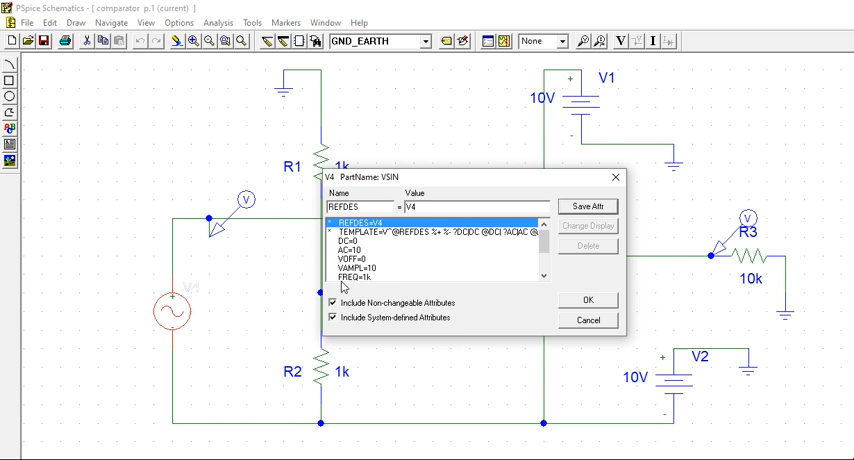 PSpice Schematics - [ comparator p.1 (current) ]
File Edit Draw Navigate View Options Analysis Tools Markers Window Help
GND_EARTH
None
V
I
V1
10V
+
-
R1
1k
V
V4
+
-
R2
1k
V4 PartName: VSIN
Name Value
REFDES = V4
Save Attr
* REFDES=V4
Change Display
* TEMPLATE=V^@REFDES %+ %- ?DC|DC @DC| ?AC|AC @
DC=0
Delete
AC=10
VOFF=0
VAMPL=10
FREQ=1k
Include Non-changeable Attributes
OK
Include System-defined Attributes
Cancel
V
R3
10k
V2
10V
+
-